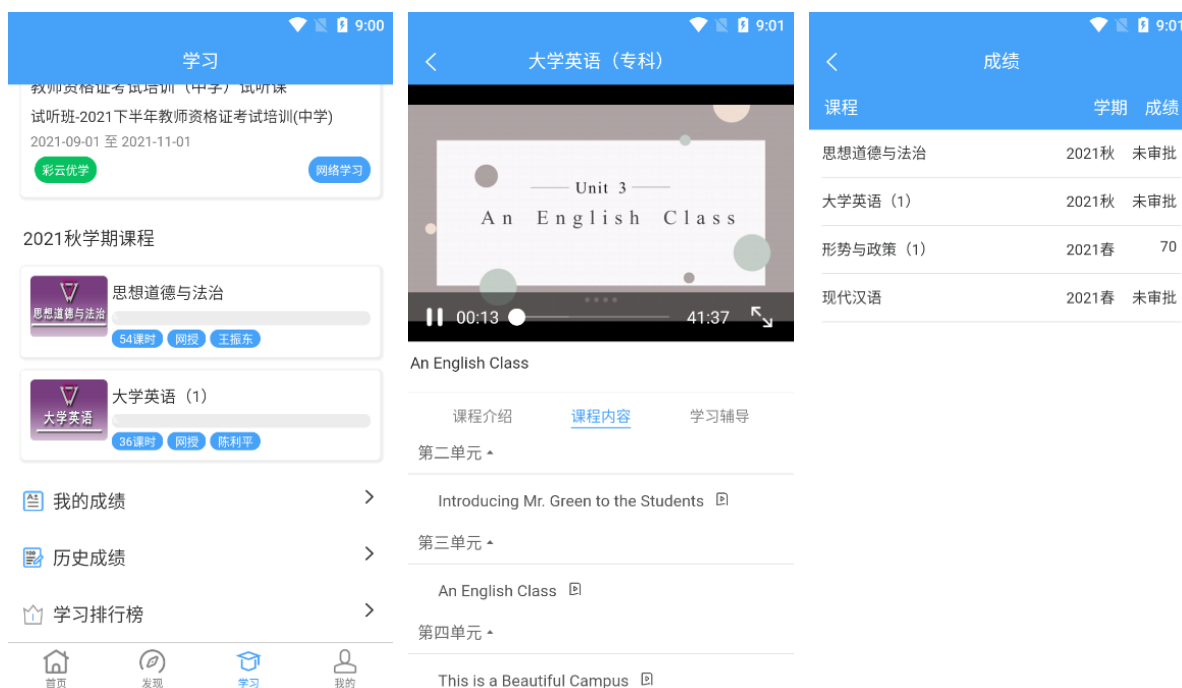 9:00
学习
教师资格证考试培训（中学）试听课
试听班-2021下半年教师资格证考试培训(中学)
2021-09-01 至 2021-11-01
彩云优学 网络学习
2021秋学期课程
思想道德与法治
思想道德与法治
54课时 网授 王振东
大学英语
大学英语（1）
36课时 网授 陈利平
我的成绩
历史成绩
学习排行榜
首页 发现 学习 我的
9:01
大学英语（专科）
Unit 3
An English Class
00:13 41:37
An English Class
课程介绍 课程内容 学习辅导
第二单元
Introducing Mr. Green to the Students
第三单元
An English Class
第四单元
This is a Beautiful Campus
9:01
成绩
课程 学期 成绩
思想道德与法治 2021秋 未审批
大学英语（1） 2021秋 未审批
形势与政策（1） 2021春 70
现代汉语 2021春 未审批